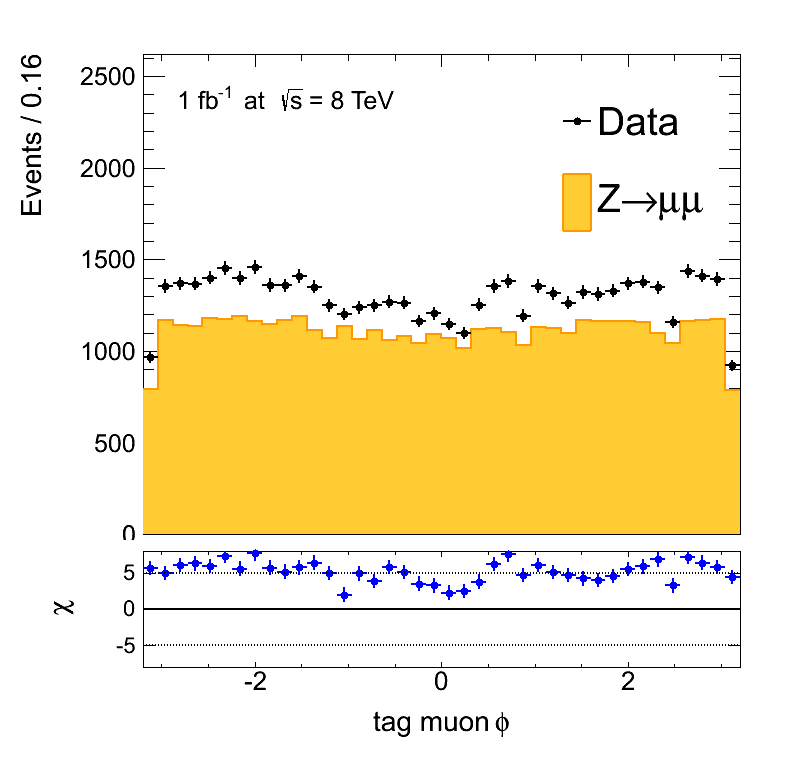 Events / 0.16
2500
2000
1500
1000
500
0
1 fb⁻¹ at √s = 8 TeV
Data
Z→μμ
χ
5
0
-5
-2 0 2
tag muon ϕ